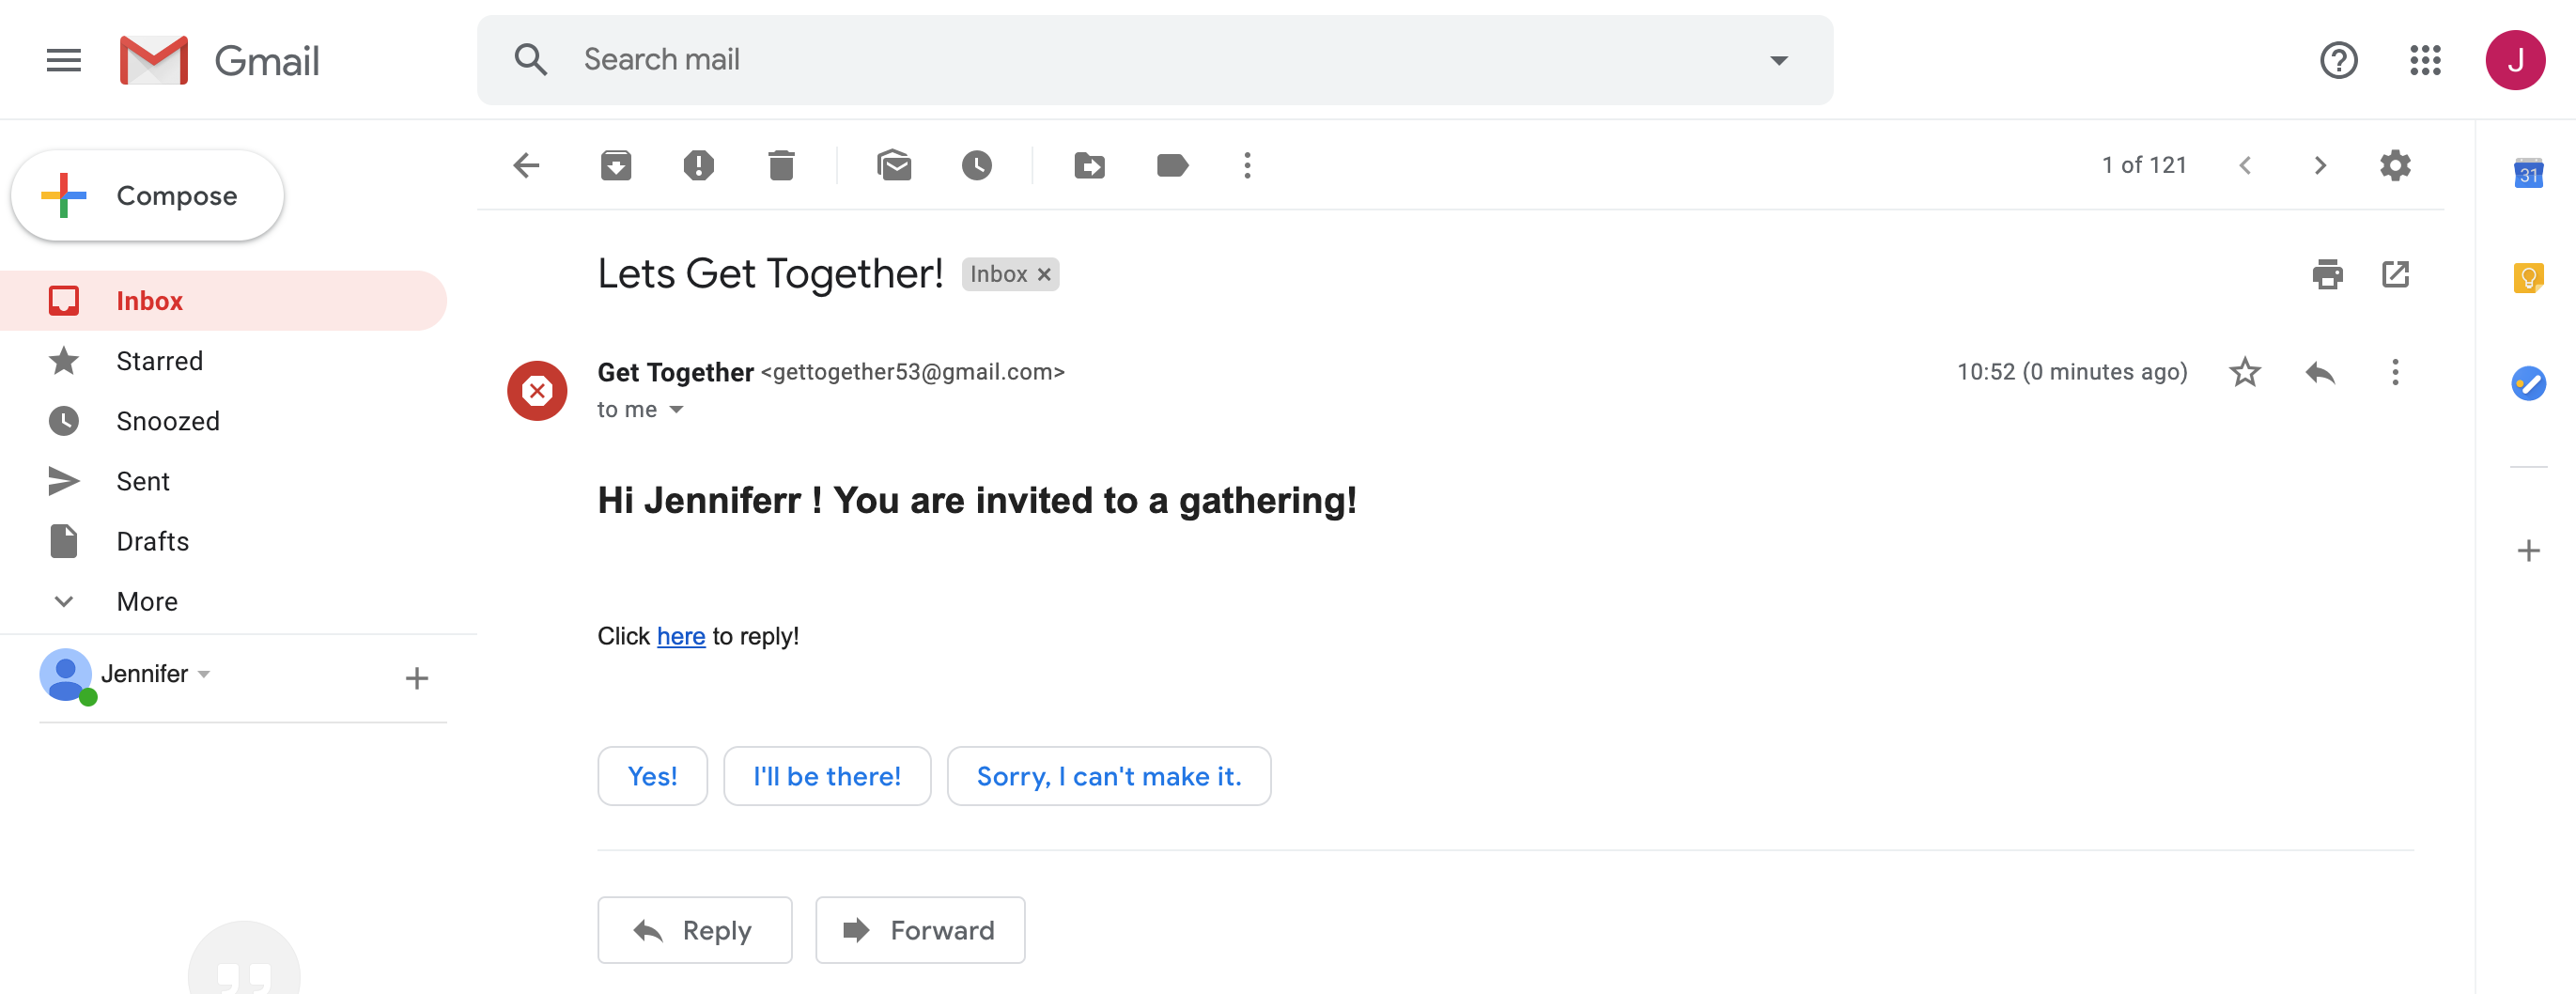 Gmail
Search mail
J
Compose
1 of 121
31
Inbox
Starred
Snoozed
Sent
Drafts
More
Jennifer
Lets Get Together! Inbox ×
Get Together <gettogether53@gmail.com>
10:52 (0 minutes ago)
to me
Hi Jenniferr ! You are invited to a gathering!
Click here to reply!
Yes!
I'll be there!
Sorry, I can't make it.
Reply
Forward